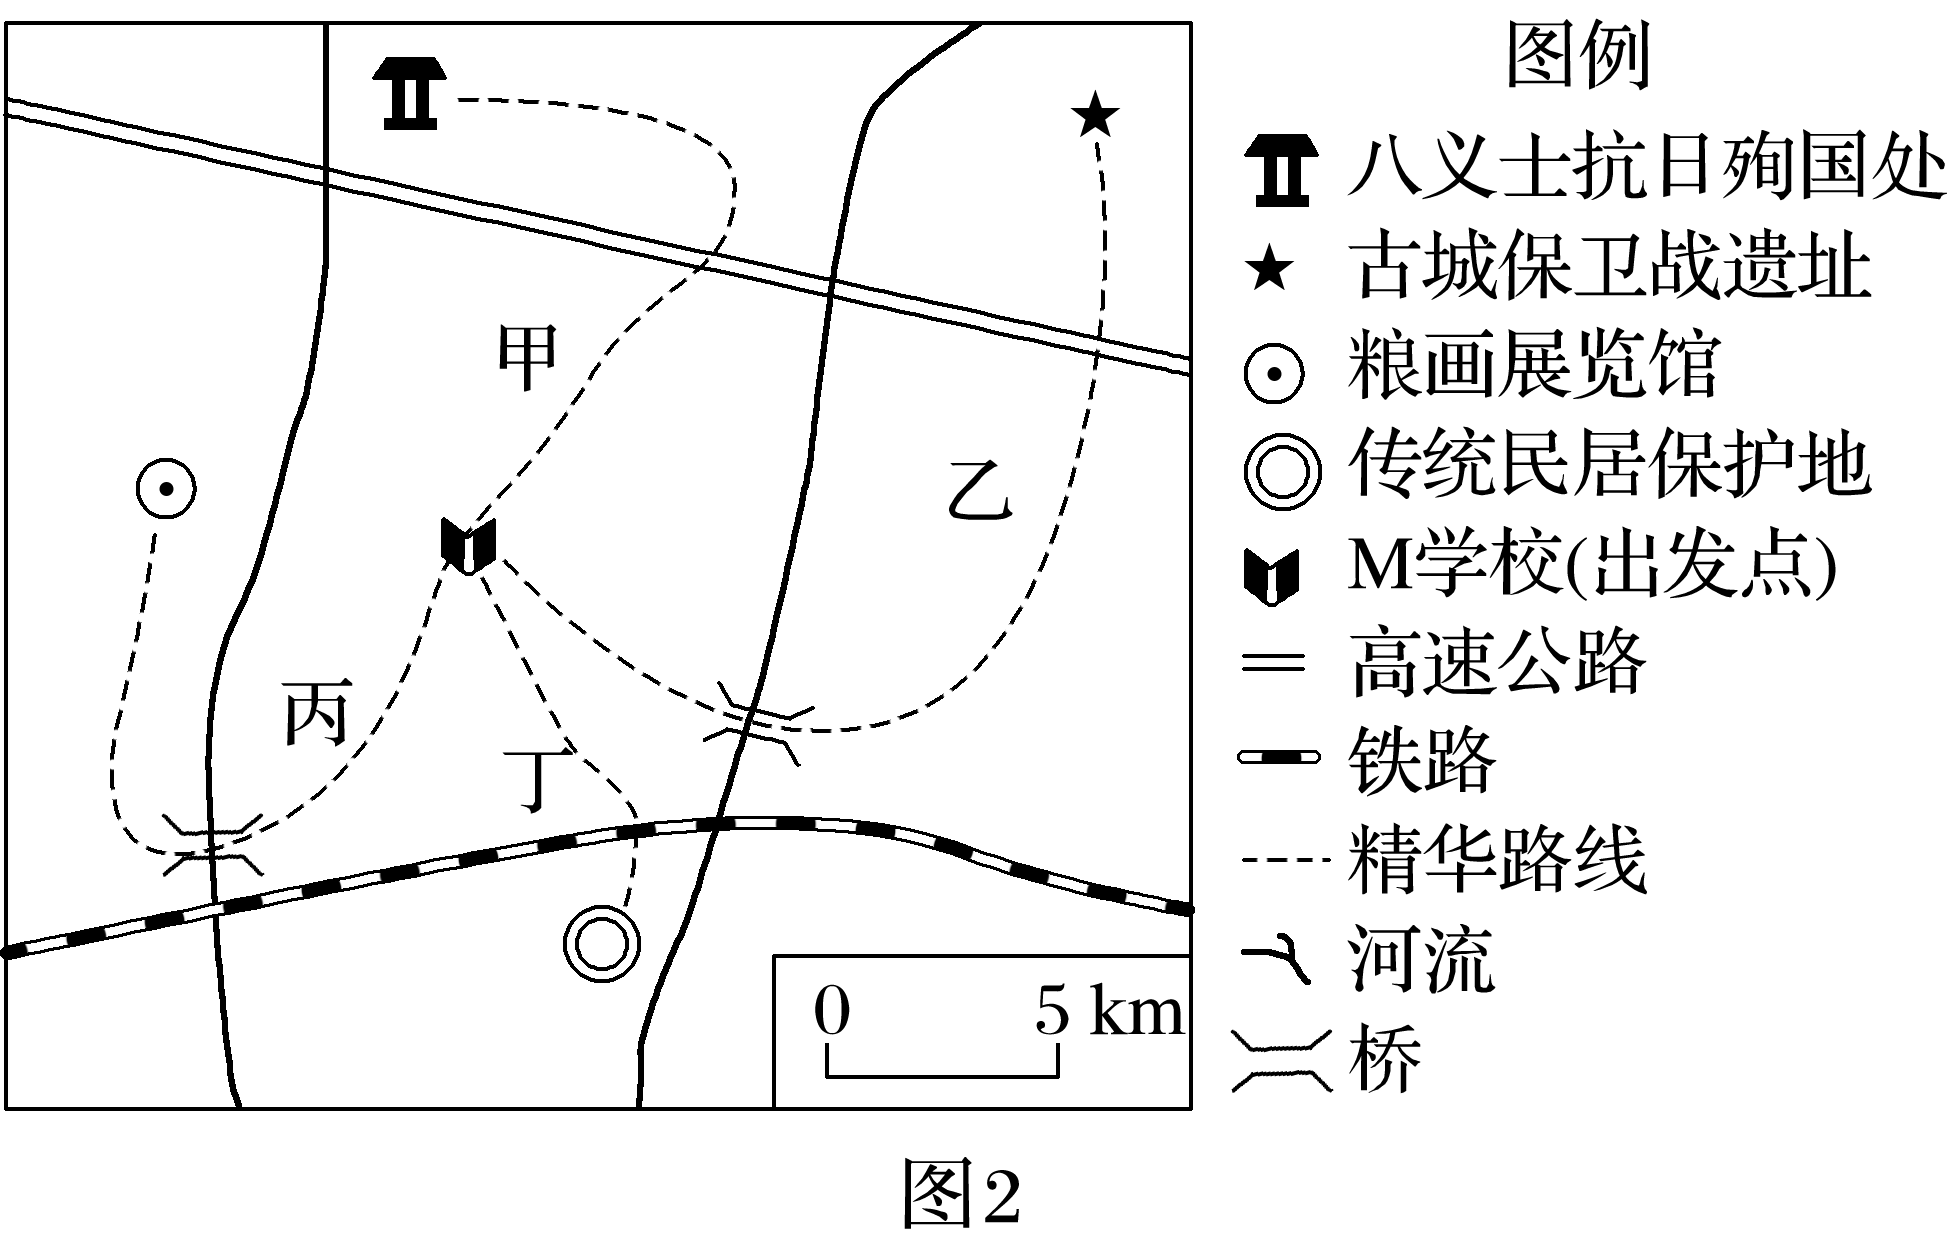 甲
乙
丙
丁
0 5 km
图例
八义士抗日殉国处
古城保卫战遗址
粮画展览馆
传统民居保护地
M学校(出发点)
高速公路
铁路
精华路线
河流
桥
图2